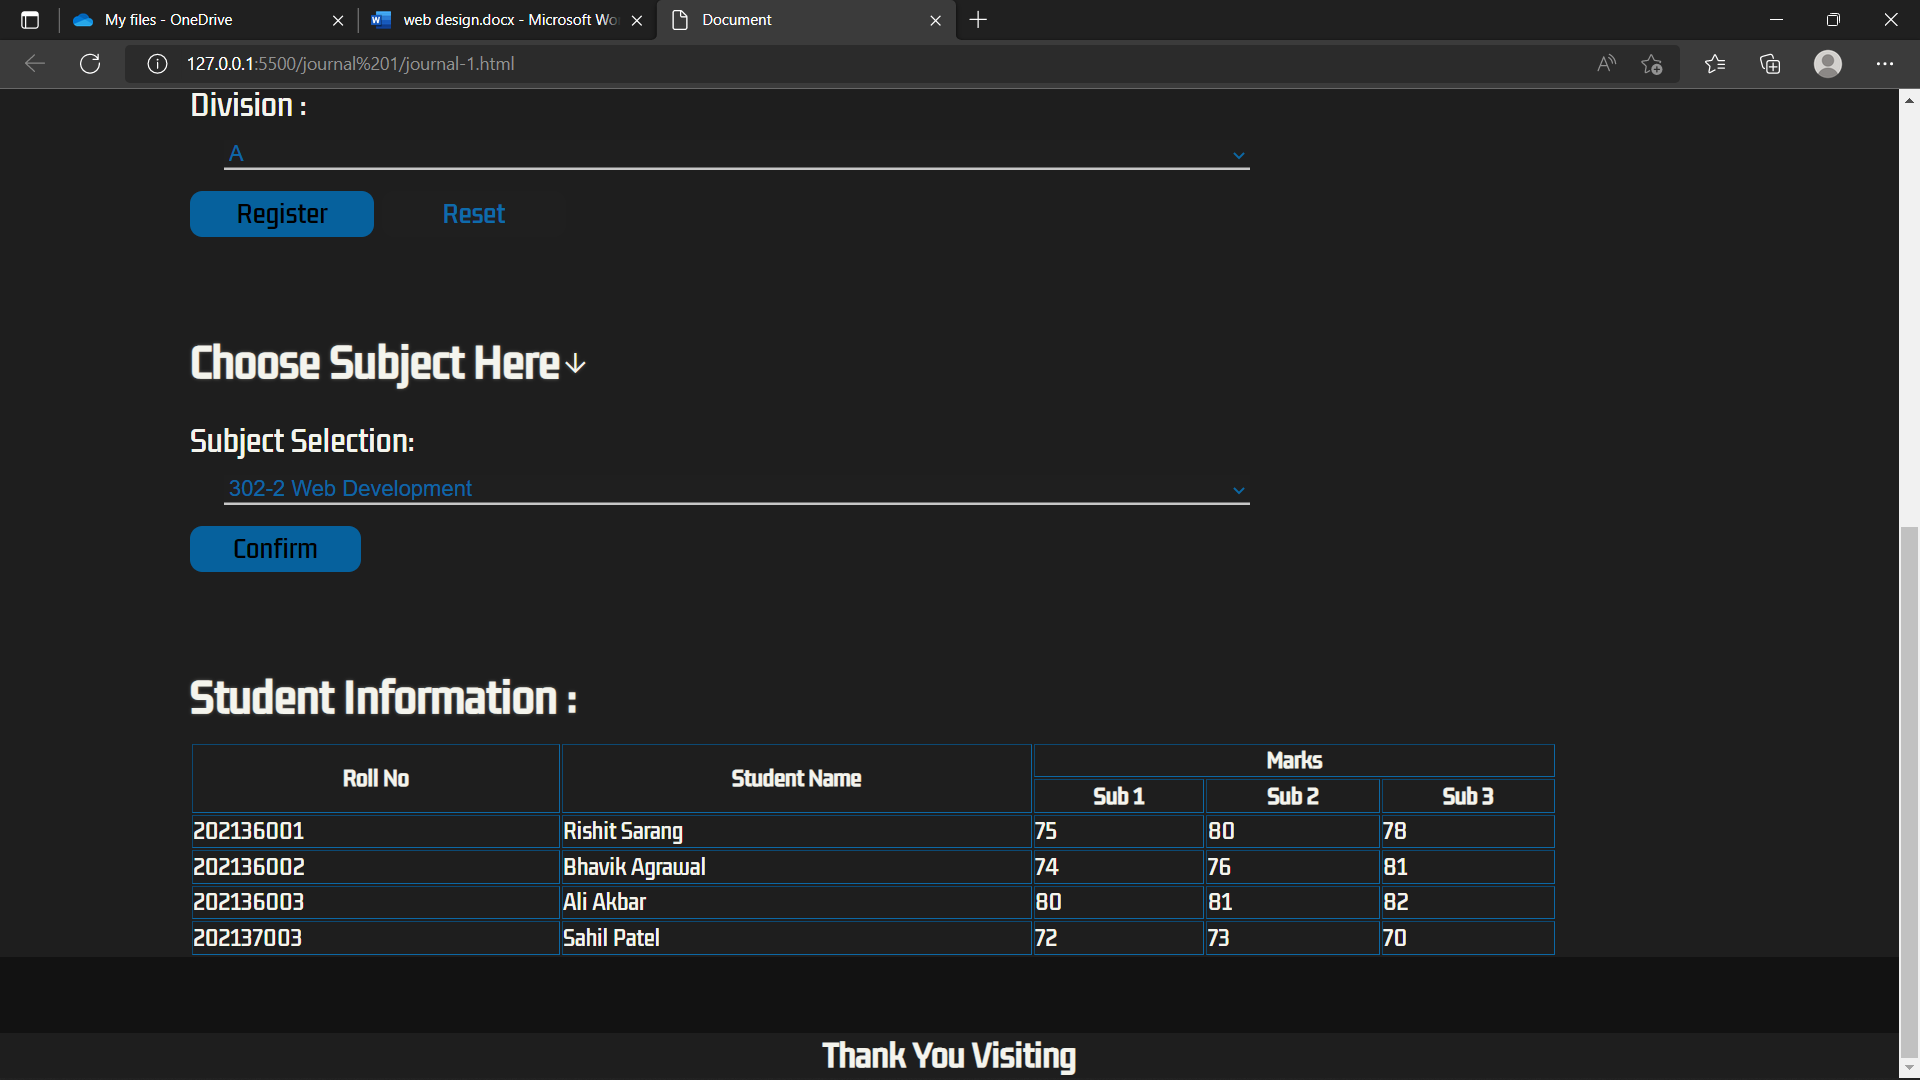 My files - OneDrive web design.docx - Microsoft Wo Document
127.0.0.1:5500/journal%201/journal-1.html
Division :
A
Register Reset
Choose Subject Here↓
Subject Selection:
302-2 Web Development
Confirm
Student Information :
Roll No Student Name Marks
Sub 1 Sub 2 Sub 3
202136001 Rishit Sarang 75 80 78
202136002 Bhavik Agrawal 74 76 81
202136003 Ali Akbar 80 81 82
202137003 Sahil Patel 72 73 70
Thank You Visiting